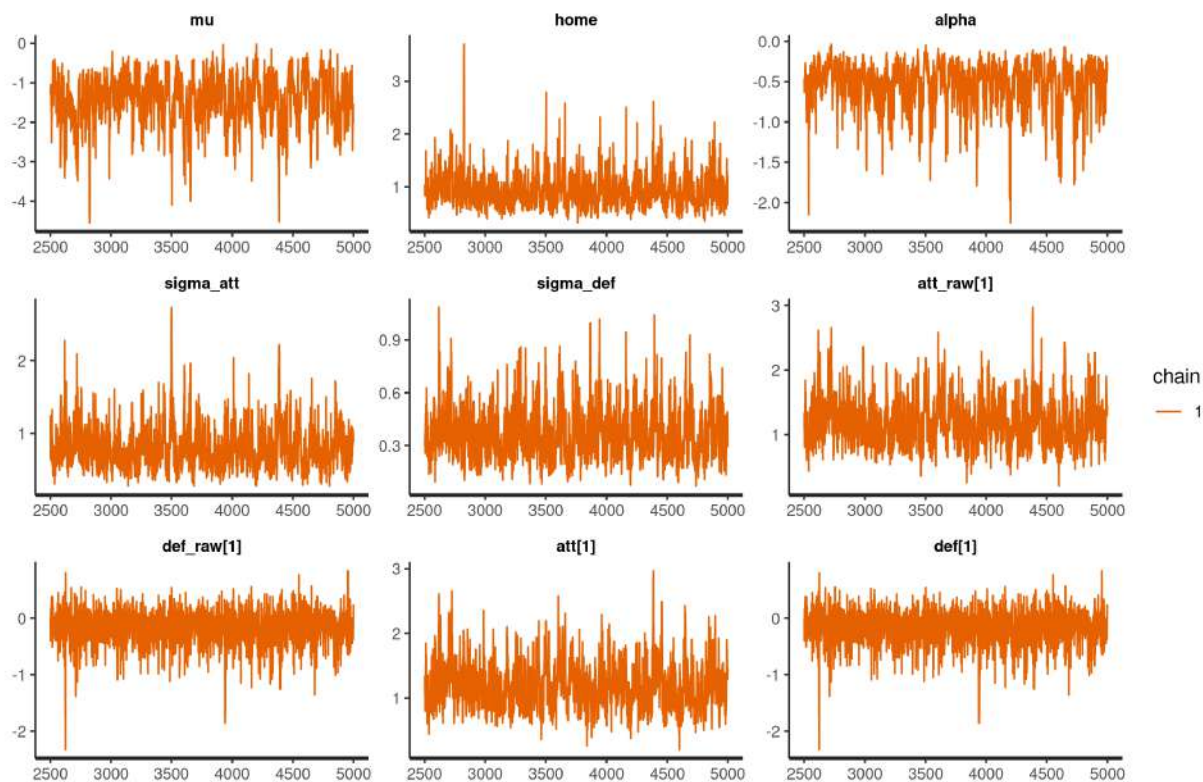 mu home alpha
0 3 0.0
-1 -0.5
-2 2 -1.0
-3 1 -1.5
-4 -2.0
2500 3000 3500 4000 4500 5000 2500 3000 3500 4000 4500 5000 2500 3000 3500 4000 4500 5000
sigma_att sigma_def att_raw[1]
2 0.9 3
0.6 2
1 0.3 1
2500 3000 3500 4000 4500 5000 2500 3000 3500 4000 4500 5000 2500 3000 3500 4000 4500 5000
chain
1
def_raw[1] att[1] def[1]
0 3 0
-1 2 -1
-2 1 -2
2500 3000 3500 4000 4500 5000 2500 3000 3500 4000 4500 5000 2500 3000 3500 4000 4500 5000